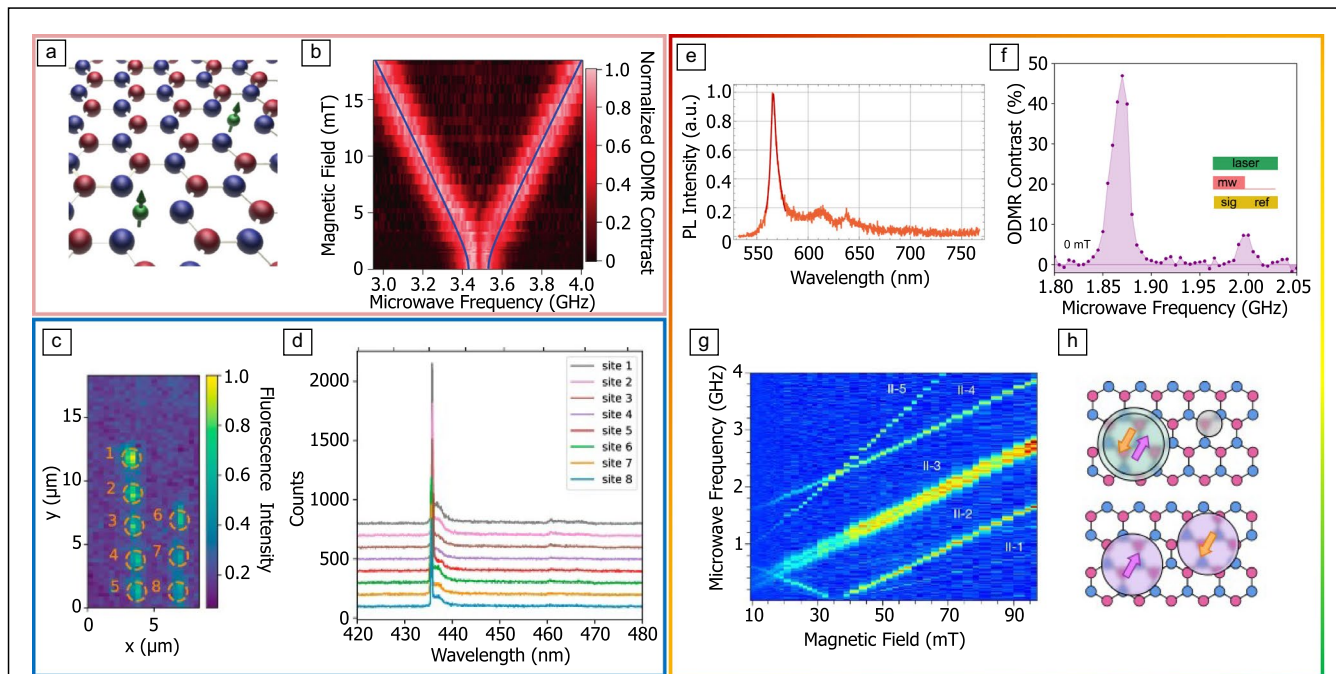 a
b
Magnetic Field (mT)
15
10
5
0
3.0 3.2 3.4 3.6 3.8 4.0
Microwave Frequency (GHz)
1.0
0.8
0.6
0.4
0.2
0
Normalized ODMR Contrast
c
y (μm)
15
10
5
0
0 5
x (μm)
1
2
3
4
5
6
7
8
1.0
0.8
0.6
0.4
0.2
Fluorescence Intensity
d
Counts
2000
1500
1000
500
0
420 430 440 450 460 470 480
Wavelength (nm)
site 1
site 2
site 3
site 4
site 5
site 6
site 7
site 8
e
PL Intensity (a.u.)
1.0
0.8
0.6
0.4
0.2
0
550 600 650 700 750
Wavelength (nm)
f
ODMR Contrast (%)
50
40
30
20
10
0
0 mT
laser
mw
sig ref
1.80 1.85 1.90 1.95 2.00 2.05
Microwave Frequency (GHz)
g
Microwave Frequency (GHz)
4
3
2
1
II-5
II-4
II-3
II-2
II-1
10 30 50 70 90
Magnetic Field (mT)
h